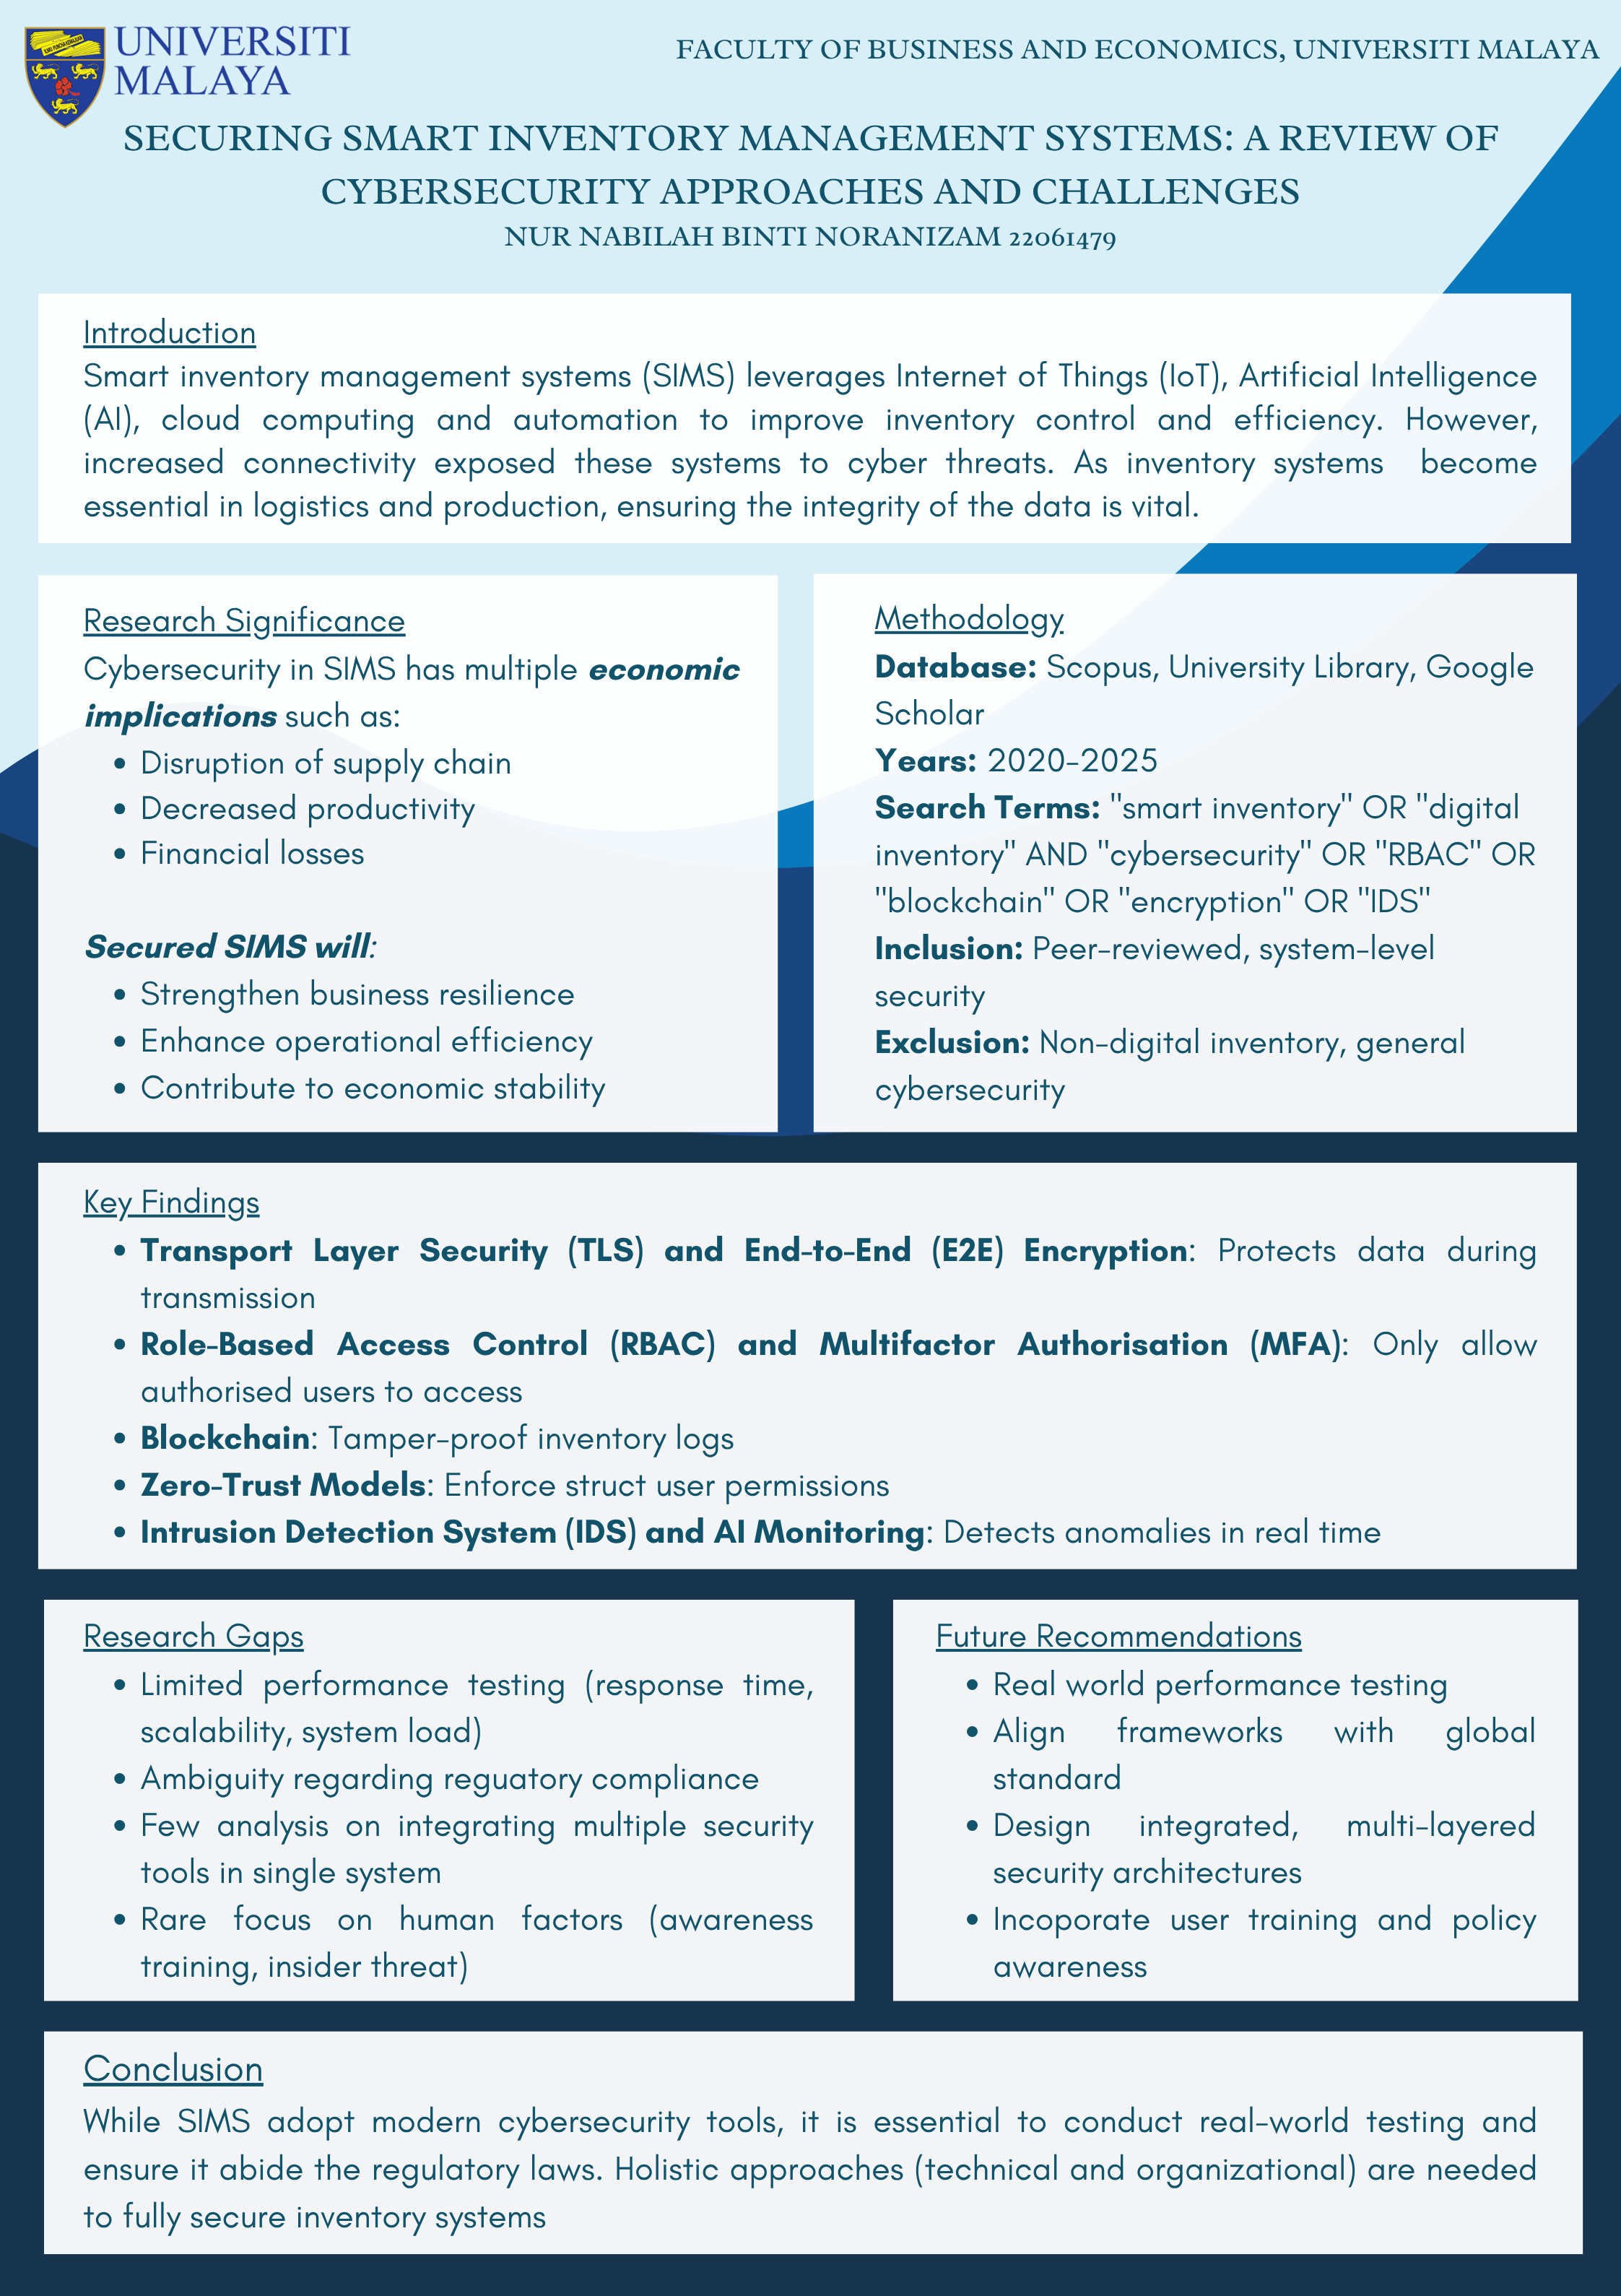 UNIVERSITI
MALAYA
FACULTY OF BUSINESS AND ECONOMICS, UNIVERSITI MALAYA
SECURING SMART INVENTORY MANAGEMENT SYSTEMS: A REVIEW OF
CYBERSECURITY APPROACHES AND CHALLENGES
NUR NABILAH BINTI NORANIZAM 22061479
Introduction
Smart inventory management systems (SIMS) leverages Internet of Things (IoT), Artificial Intelligence
(AI), cloud computing and automation to improve inventory control and efficiency. However,
increased connectivity exposed these systems to cyber threats. As inventory systems become
essential in logistics and production, ensuring the integrity of the data is vital.
Research Significance
Cybersecurity in SIMS has multiple economic
implications such as:
• Disruption of supply chain
• Decreased productivity
• Financial losses
Secured SIMS will:
• Strengthen business resilience
• Enhance operational efficiency
• Contribute to economic stability
Methodology
Database: Scopus, University Library, Google
Scholar
Years: 2020-2025
Search Terms: "smart inventory" OR "digital
inventory" AND "cybersecurity" OR "RBAC" OR
"blockchain" OR "encryption" OR "IDS"
Inclusion: Peer-reviewed, system-level
security
Exclusion: Non-digital inventory, general
cybersecurity
Key Findings
• Transport Layer Security (TLS) and End-to-End (E2E) Encryption: Protects data during
transmission
• Role-Based Access Control (RBAC) and Multifactor Authorisation (MFA): Only allow
authorised users to access
• Blockchain: Tamper-proof inventory logs
• Zero-Trust Models: Enforce struct user permissions
• Intrusion Detection System (IDS) and AI Monitoring: Detects anomalies in real time
Research Gaps
• Limited performance testing (response time,
scalability, system load)
• Ambiguity regarding reguatory compliance
• Few analysis on integrating multiple security
tools in single system
• Rare focus on human factors (awareness
training, insider threat)
Future Recommendations
• Real world performance testing
• Align frameworks with global
standard
• Design integrated, multi-layered
security architectures
• Incoporate user training and policy
awareness
Conclusion
While SIMS adopt modern cybersecurity tools, it is essential to conduct real-world testing and
ensure it abide the regulatory laws. Holistic approaches (technical and organizational) are needed
to fully secure inventory systems